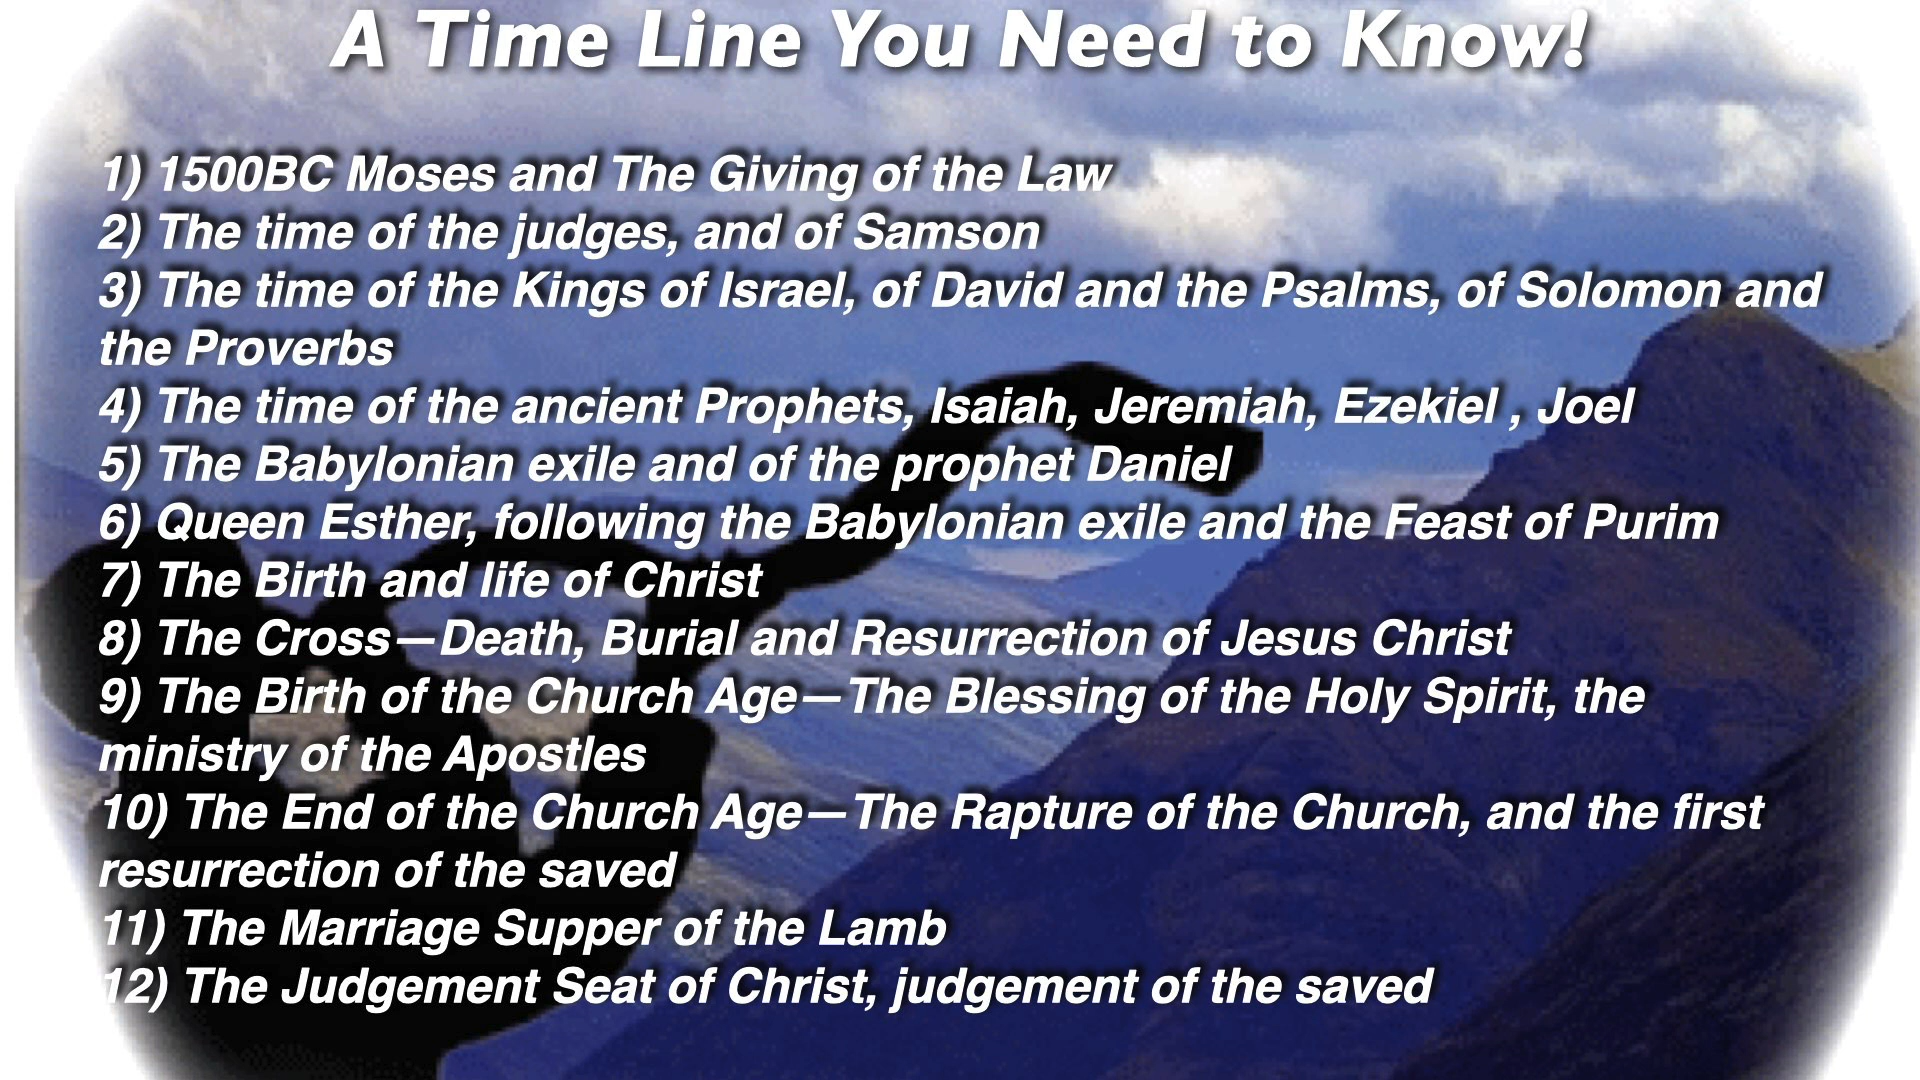 A Time Line You Need to Know!
1) 1500BC Moses and The Giving of the Law
2) The time of the judges, and of Samson
3) The time of the Kings of Israel, of David and the Psalms, of Solomon and
the Proverbs
4) The time of the ancient Prophets, Isaiah, Jeremiah, Ezekiel , Joel
5) The Babylonian exile and of the prophet Daniel
6) Queen Esther, following the Babylonian exile and the Feast of Purim
7) The Birth and life of Christ
8) The Cross—Death, Burial and Resurrection of Jesus Christ
9) The Birth of the Church Age—The Blessing of the Holy Spirit, the
ministry of the Apostles
10) The End of the Church Age—The Rapture of the Church, and the first
resurrection of the saved
11) The Marriage Supper of the Lamb
12) The Judgement Seat of Christ, judgement of the saved